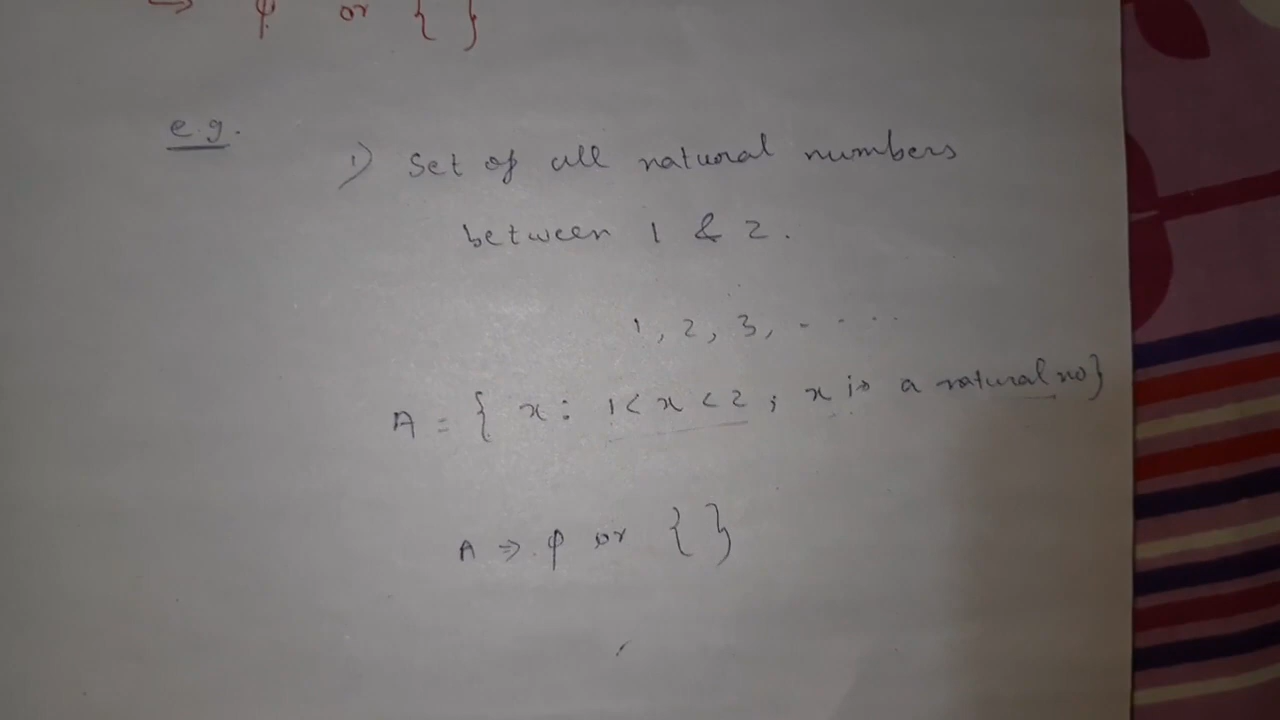 ⇒ φ or { }
e.g.
1) Set of all natural numbers
between 1 & 2.
1, 2, 3, - - - - -
A = { x : 1 < x < 2 ; x is a natural no }
A ⇒ φ or { }